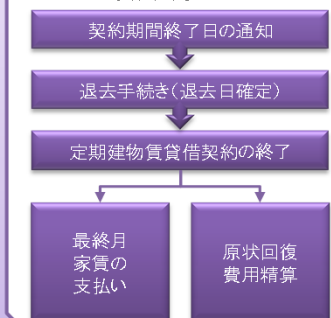 契約期間終了日の通知
退去手続き(退去日確定)
定期建物賃貸借契約の終了
最終月
家賃の
支払い
原状回復
費用精算